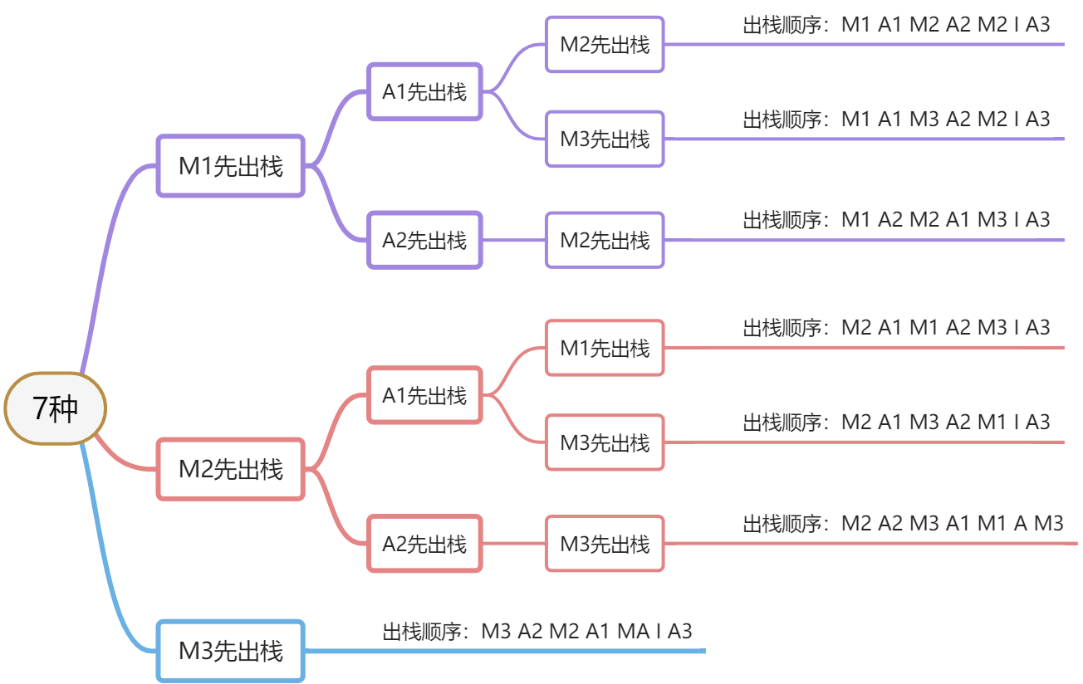 7种
M1先出栈
A1先出栈
M2先出栈
出栈顺序：M1 A1 M2 A2 M2 I A3
M3先出栈
出栈顺序：M1 A1 M3 A2 M2 I A3
A2先出栈
M2先出栈
出栈顺序：M1 A2 M2 A1 M3 I A3
M2先出栈
A1先出栈
M1先出栈
出栈顺序：M2 A1 M1 A2 M3 I A3
M3先出栈
出栈顺序：M2 A1 M3 A2 M1 I A3
A2先出栈
M3先出栈
出栈顺序：M2 A2 M3 A1 M1 A M3
M3先出栈
出栈顺序：M3 A2 M2 A1 MA I A3